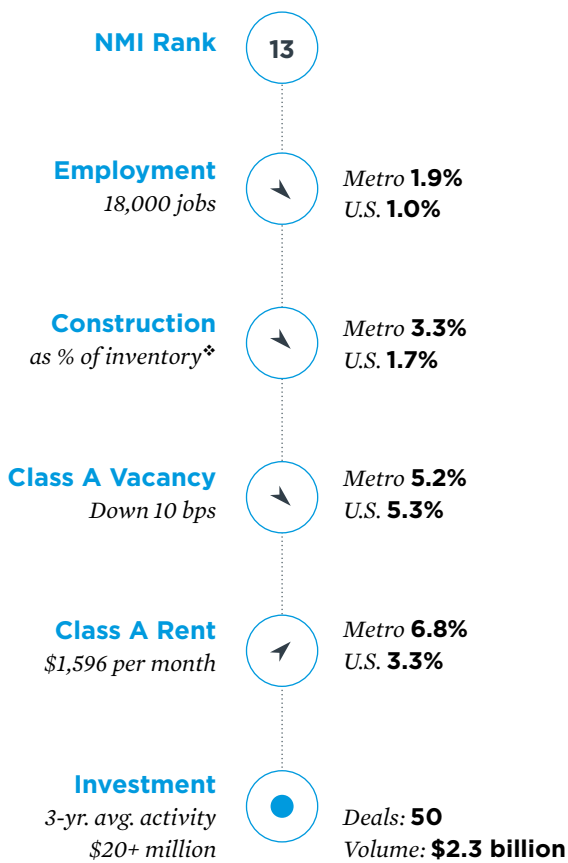 NMI Rank
13
Employment
18,000 jobs
Metro 1.9%
U.S. 1.0%
Construction
as % of inventory❖
Metro 3.3%
U.S. 1.7%
Class A Vacancy
Down 10 bps
Metro 5.2%
U.S. 5.3%
Class A Rent
$1,596 per month
Metro 6.8%
U.S. 3.3%
Investment
3-yr. avg. activity
$20+ million
Deals: 50
Volume: $2.3 billion